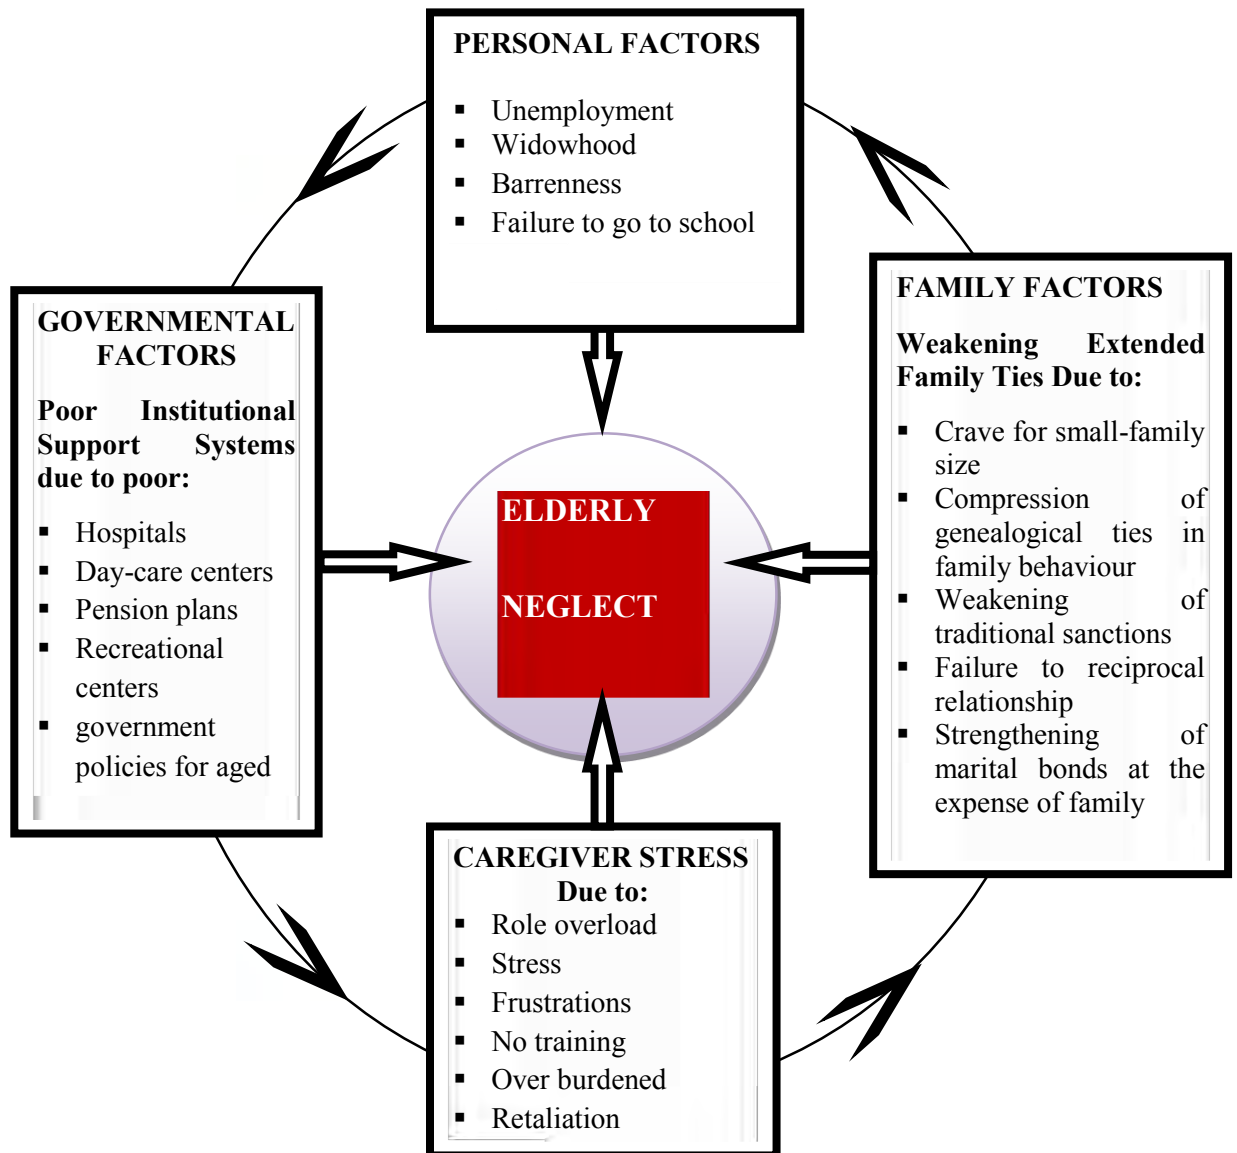 PERSONAL FACTORS
▪ Unemployment
▪ Widowhood
▪ Barrenness
▪ Failure to go to school
GOVERNMENTAL
FACTORS
Poor Institutional
Support Systems
due to poor:
▪ Hospitals
▪ Day-care centers
▪ Pension plans
▪ Recreational
centers
▪ government
policies for aged
ELDERLY
NEGLECT
FAMILY FACTORS
Weakening Extended
Family Ties Due to:
▪ Crave for small-family
size
▪ Compression of
genealogical ties in
family behaviour
▪ Weakening of
traditional sanctions
▪ Failure to reciprocal
relationship
▪ Strengthening of
marital bonds at the
expense of family
CAREGIVER STRESS
Due to:
▪ Role overload
▪ Stress
▪ Frustrations
▪ No training
▪ Over burdened
▪ Retaliation